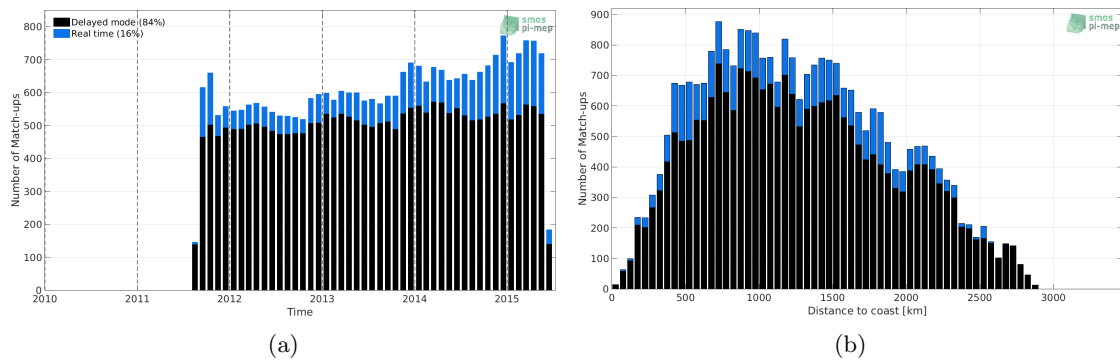 800
700
600
500
400
300
200
100
0
Number of Match-ups
Delayed mode (84%)
Real time (16%)
smos
pi-mep
2010 2011 2012 2013 2014 2015
Time
(a)
900
800
700
600
500
400
300
200
100
0
Number of Match-ups
smos
pi-mep
0 500 1000 1500 2000 2500 3000
Distance to coast [km]
(b)